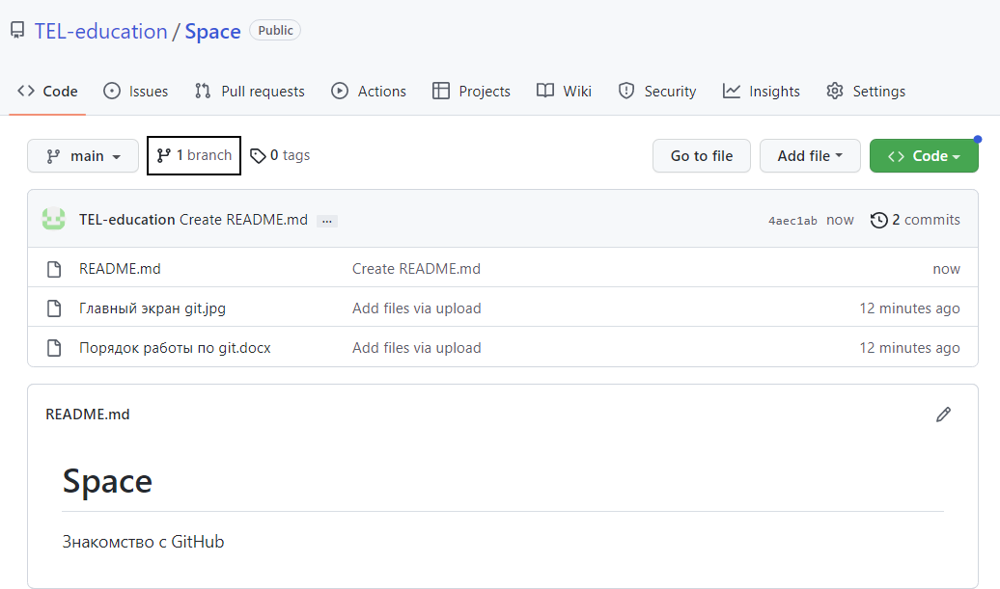 TEL-education / Space Public
Code Issues Pull requests Actions Projects Wiki Security Insights Settings
main 1 branch 0 tags Go to file Add file Code
TEL-education Create README.md ... 4aec1ab now 2 commits
README.md Create README.md now
Главный экран git.jpg Add files via upload 12 minutes ago
Порядок работы по git.docx Add files via upload 12 minutes ago
README.md
Space
Знакомство с GitHub